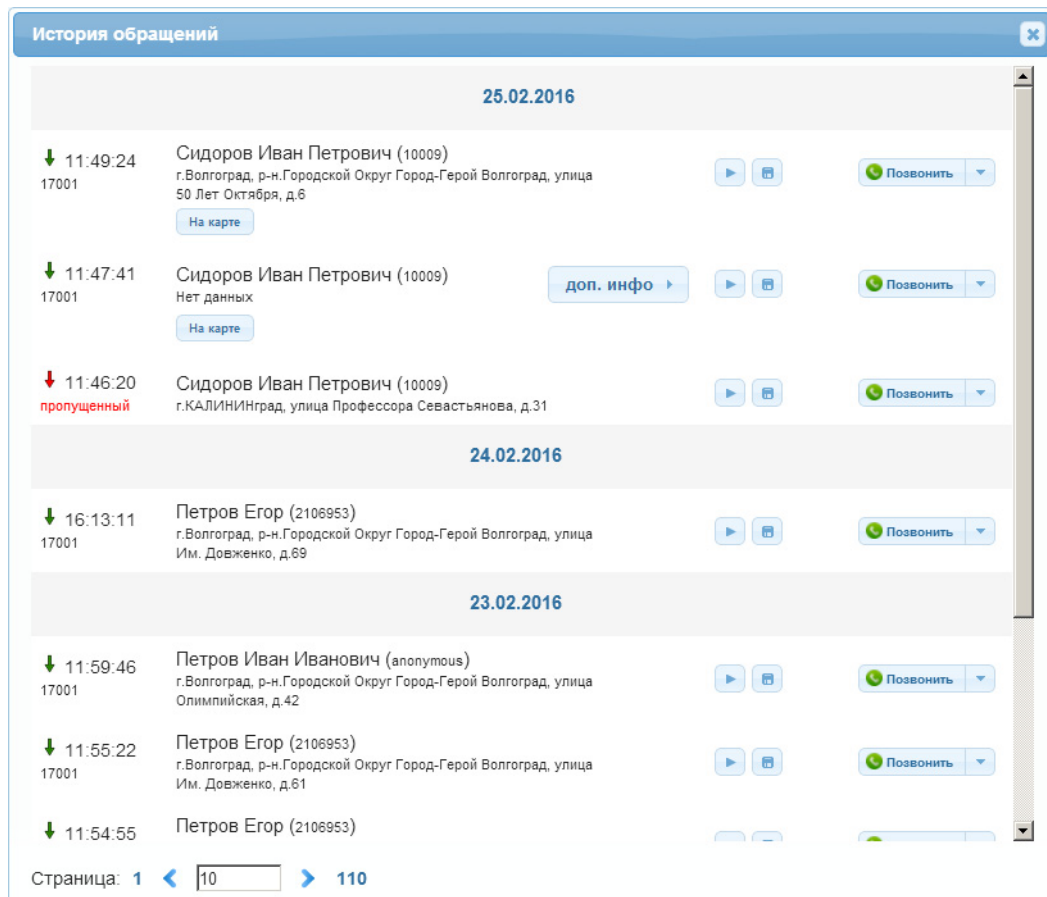 История обращений
25.02.2016
11:49:24 Сидоров Иван Петрович (10009)
17001 г.Волгоград, р-н.Городской Округ Город-Герой Волгоград, улица Позвонить
50 Лет Октября, д.6
На карте
11:47:41 Сидоров Иван Петрович (10009) доп. инфо Позвонить
17001 Нет данных
На карте
11:46:20 Сидоров Иван Петрович (10009) Позвонить
пропущенный г.КАЛИНИНград, улица Профессора Севастьянова, д.31
24.02.2016
16:13:11 Петров Егор (2106953)
17001 г.Волгоград, р-н.Городской Округ Город-Герой Волгоград, улица Позвонить
Им. Довженко, д.69
23.02.2016
11:59:46 Петров Иван Иванович (anonymous)
17001 г.Волгоград, р-н.Городской Округ Город-Герой Волгоград, улица Позвонить
Олимпийская, д.42
11:55:22 Петров Егор (2106953)
17001 г.Волгоград, р-н.Городской Округ Город-Герой Волгоград, улица Позвонить
Им. Довженко, д.61
11:54:55 Петров Егор (2106953)
Страница: 1 10 110